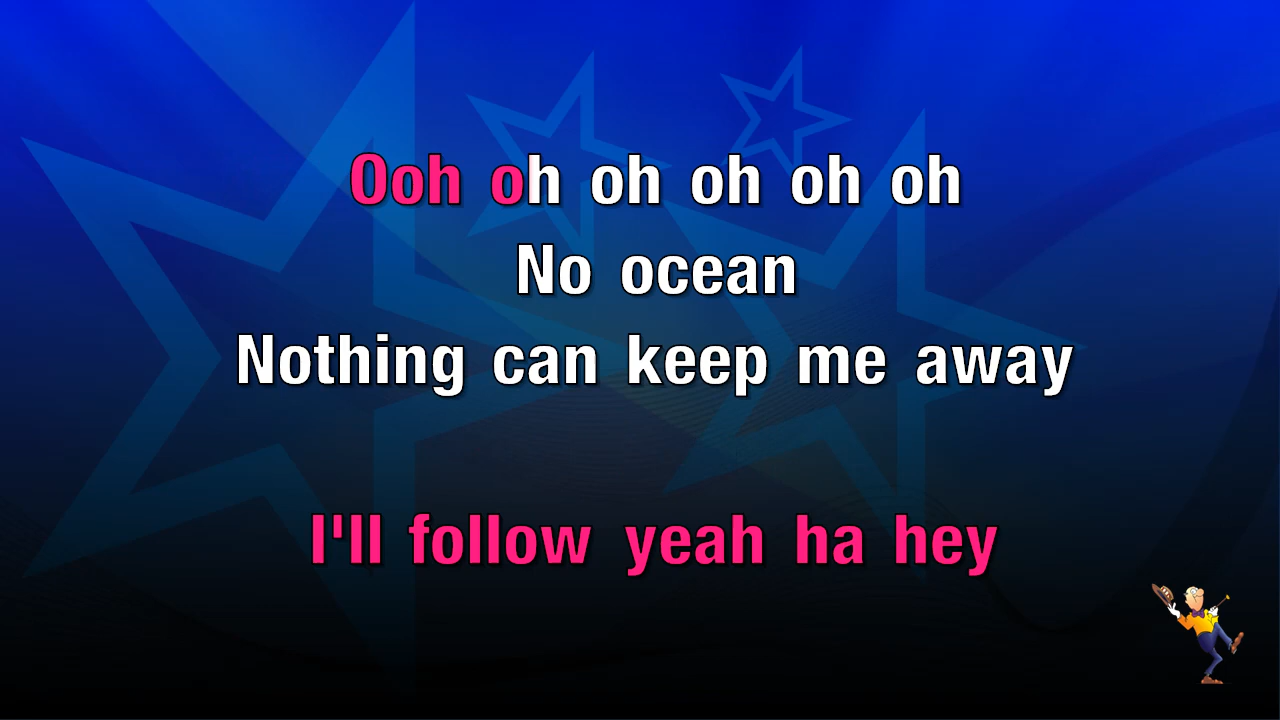 Ooh oh oh oh oh oh
No ocean
Nothing can keep me away
I'll follow yeah ha hey